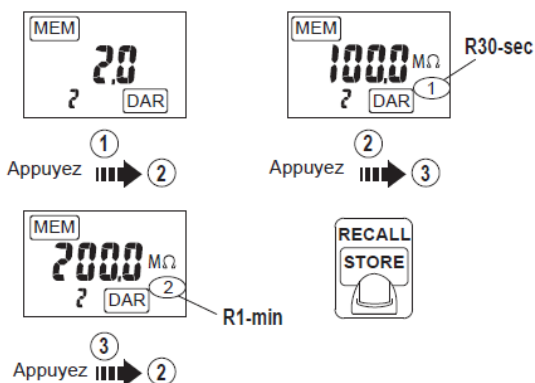 MEM
2.0
2 DAR
①
Appuyez ②
MEM
100.0 MΩ
2 DAR 1
R30-sec
②
Appuyez ③
MEM
200.0 MΩ
2 DAR 2
R1-min
③
Appuyez ②
RECALL
STORE